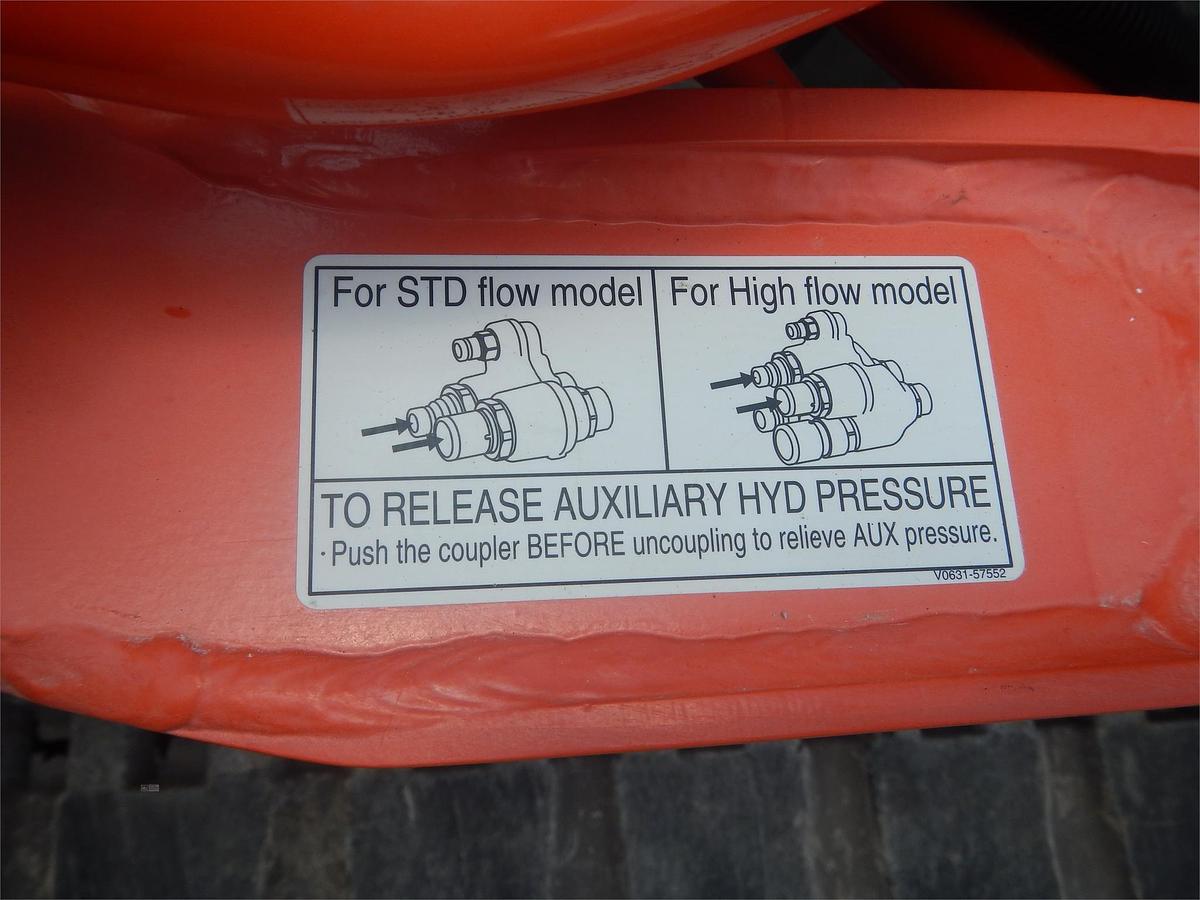 For STD flow model
For High flow model
TO RELEASE AUXILIARY HYD PRESSURE
·Push the coupler BEFORE uncoupling to relieve AUX pressure.
V0631-57552